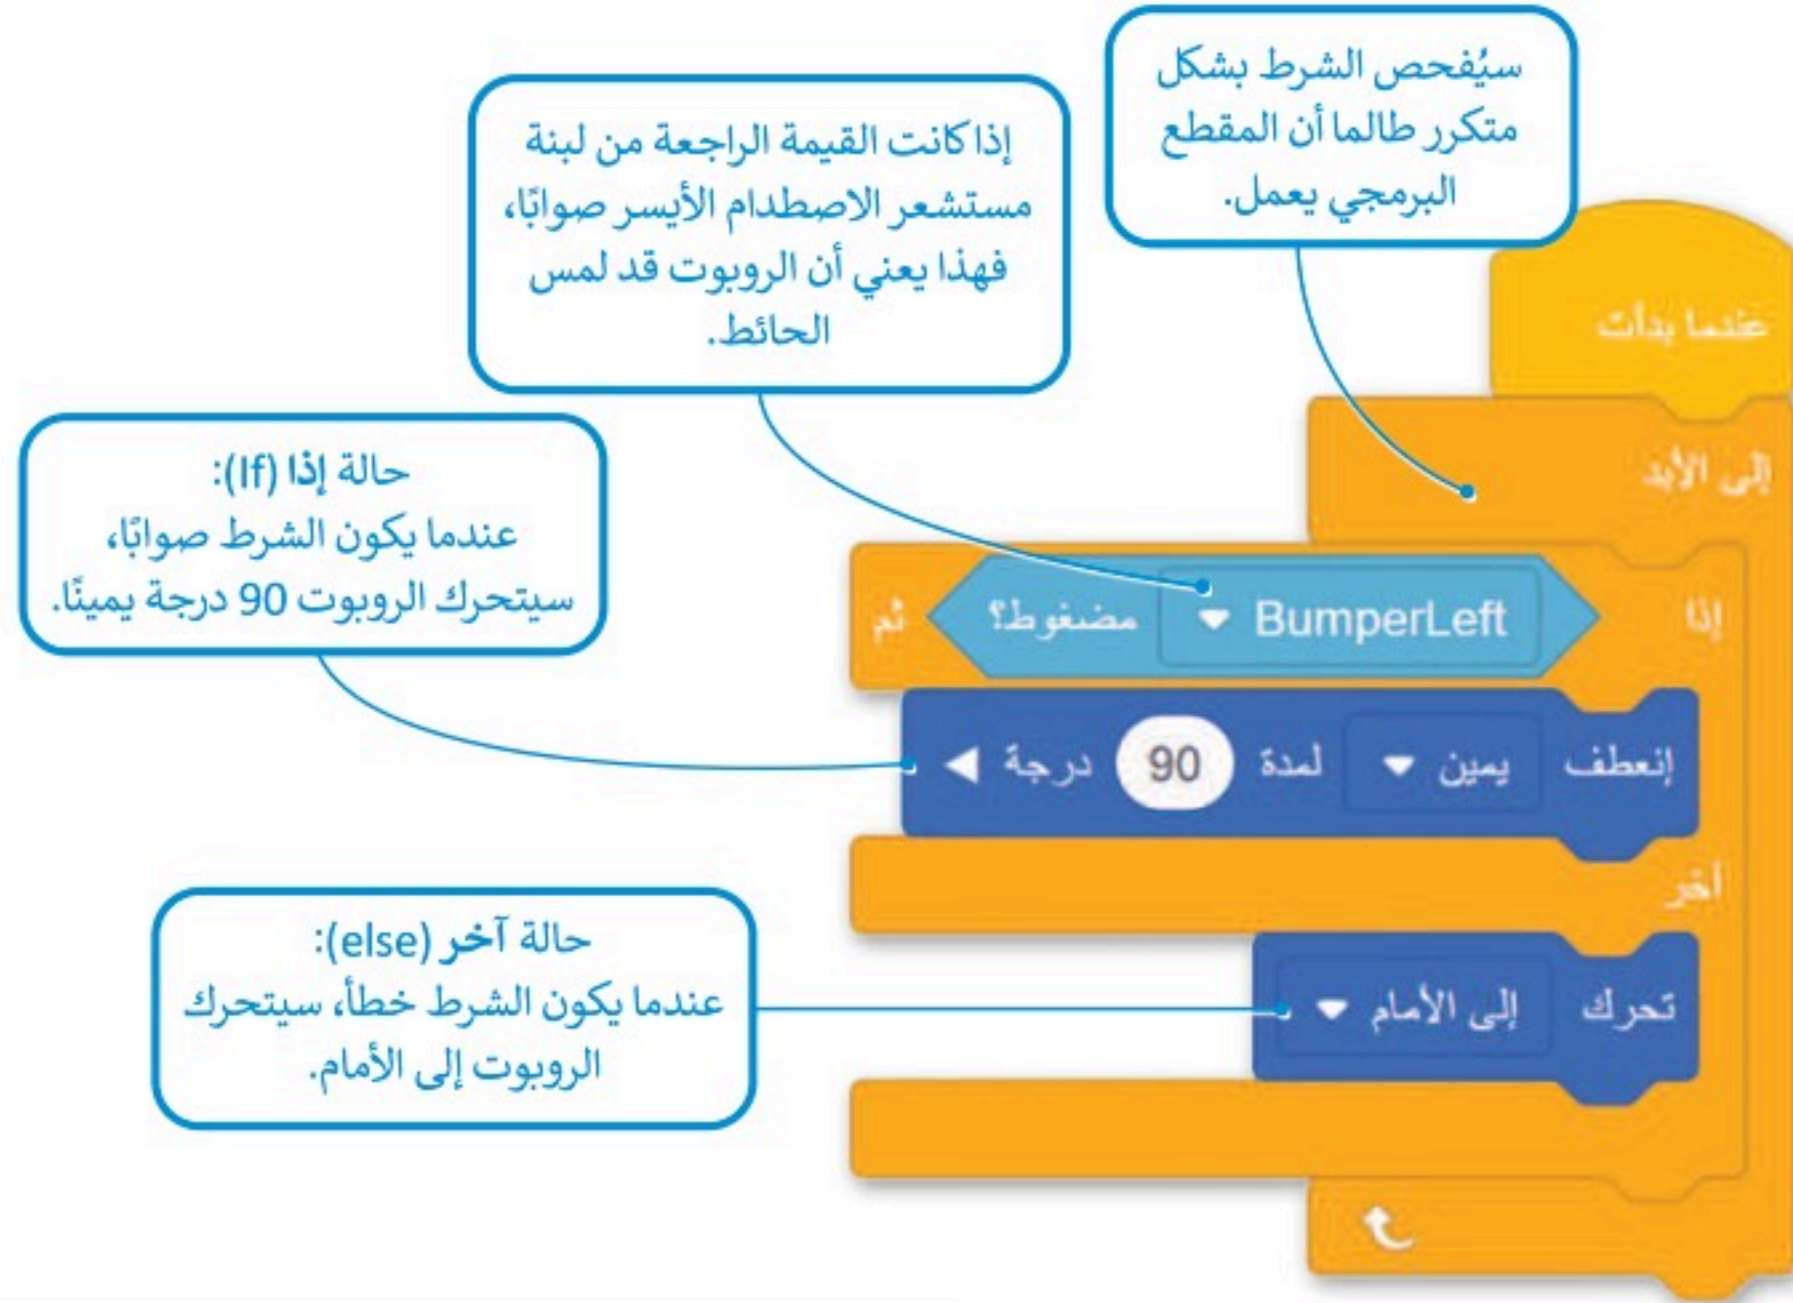 سيُفحص الشرط بشكل
متكرر طالما أن المقطع
البرمجي يعمل.
إذا كانت القيمة الراجعة من لبنة
مستشعر الاصطدام الأيسر صوابًا،
فهذا يعني أن الروبوت قد لمس
الحائط.
حالة إذا (If):
عندما يكون الشرط صوابًا،
سيتحرك الروبوت 90 درجة يمينًا.
حالة آخر (else):
عندما يكون الشرط خطأ، سيتحرك
الروبوت إلى الأمام.
عندما بدأت
إلى الأبد
إذا BumperLeft مضغوط؟ ثم
إنعطف يمين لمدة 90 درجة
آخر
تحرك إلى الأمام